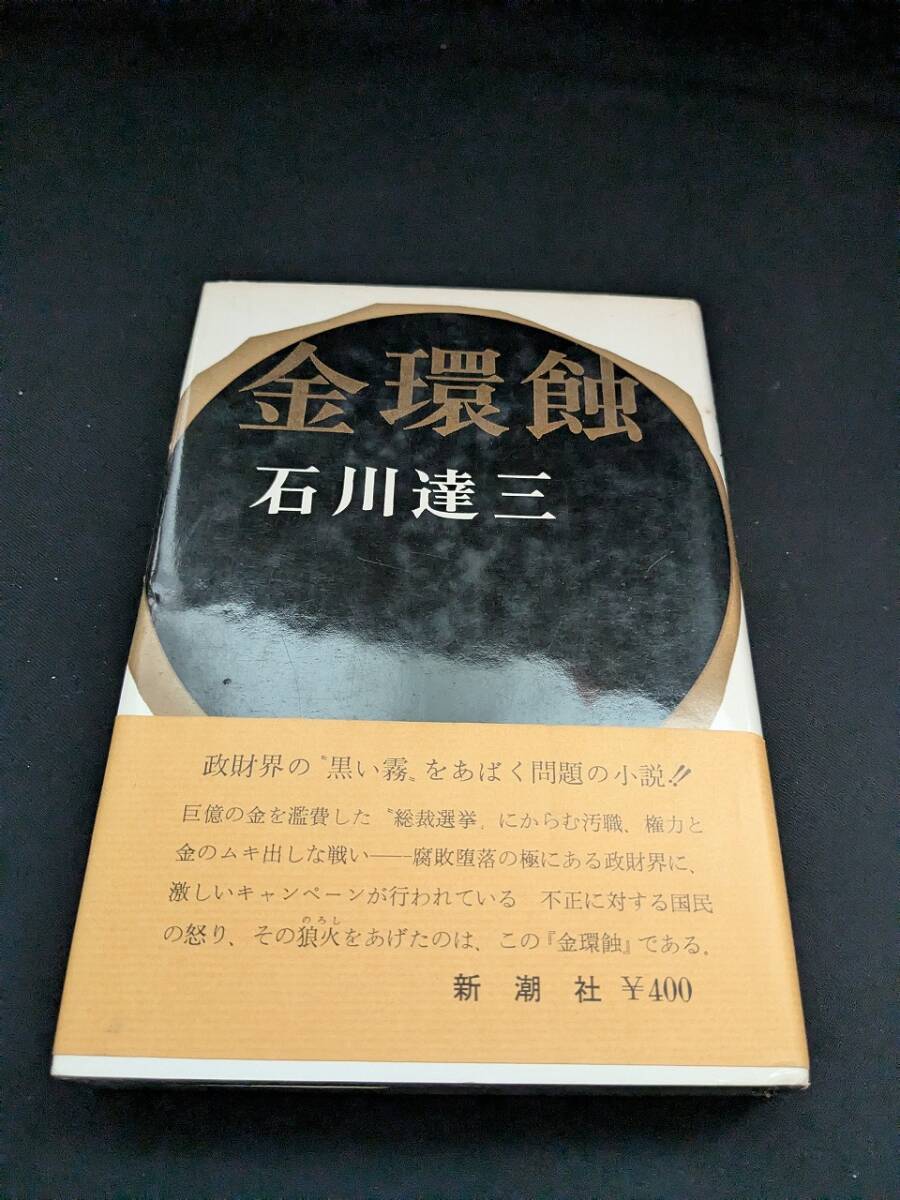 金環蝕
石川達三
政財界の〝黒い霧〟をあばく問題の小説!!
巨億の金を濫費した〝総裁選挙〟にからむ汚職、権力と
金のムキ出しな戦い——腐敗堕落の極にある政財界に、
激しいキャンペーンが行われている　不正に対する国民
のろし
の怒り、その狼火をあげたのは、この『金環蝕』である。
新潮社 ¥400